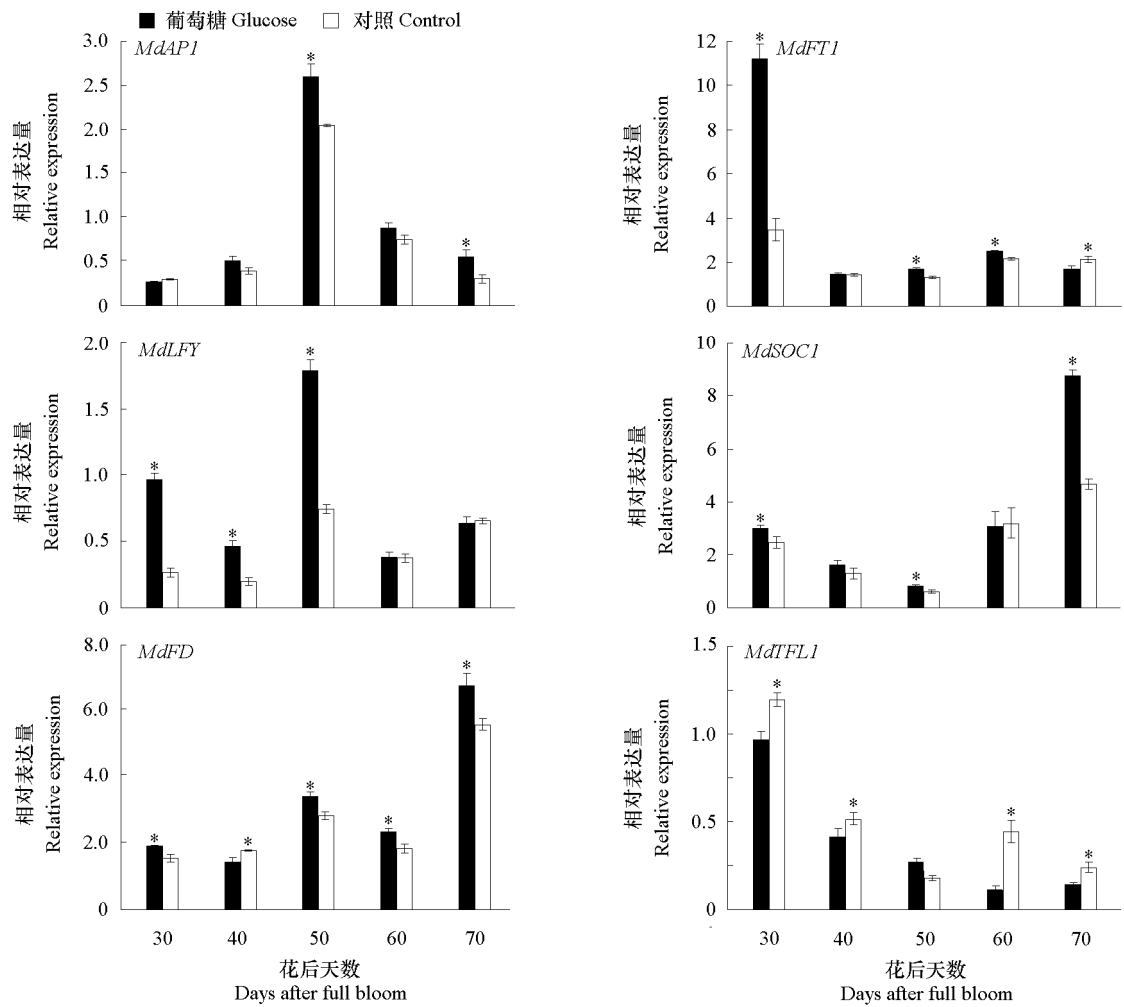 葡萄糖 Glucose 对照 Control
MdAP1
3.0
2.5
2.0
1.5
1.0
0.5
0
相对表达量
Relative expression
*
*
MdFT1
12
10
8
6
4
2
0
相对表达量
Relative expression
*
*
*
*
MdLFY
2.0
1.5
1.0
0.5
0
相对表达量
Relative expression
*
*
*
MdSOC1
10
8
6
4
2
0
相对表达量
Relative expression
*
*
*
MdFD
8.0
6.0
4.0
2.0
0
相对表达量
Relative expression
*
*
*
*
*
30 40 50 60 70
花后天数
Days after full bloom
MdTFL1
1.5
1.0
0.5
0
相对表达量
Relative expression
*
*
*
*
30 40 50 60 70
花后天数
Days after full bloom